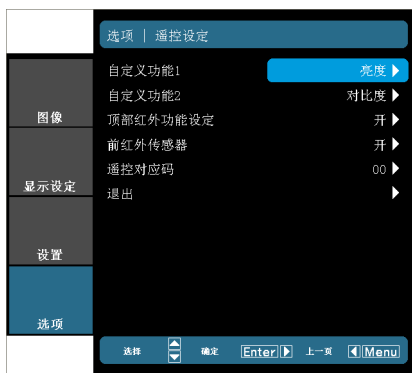 选项 | 遥控设定
自定义功能1 亮度
自定义功能2 对比度
顶部红外功能设定 开
前红外传感器 开
遥控对应码 00
退出
图像
显示设定
设置
选项
选择 确定 Enter 上一页 Menu